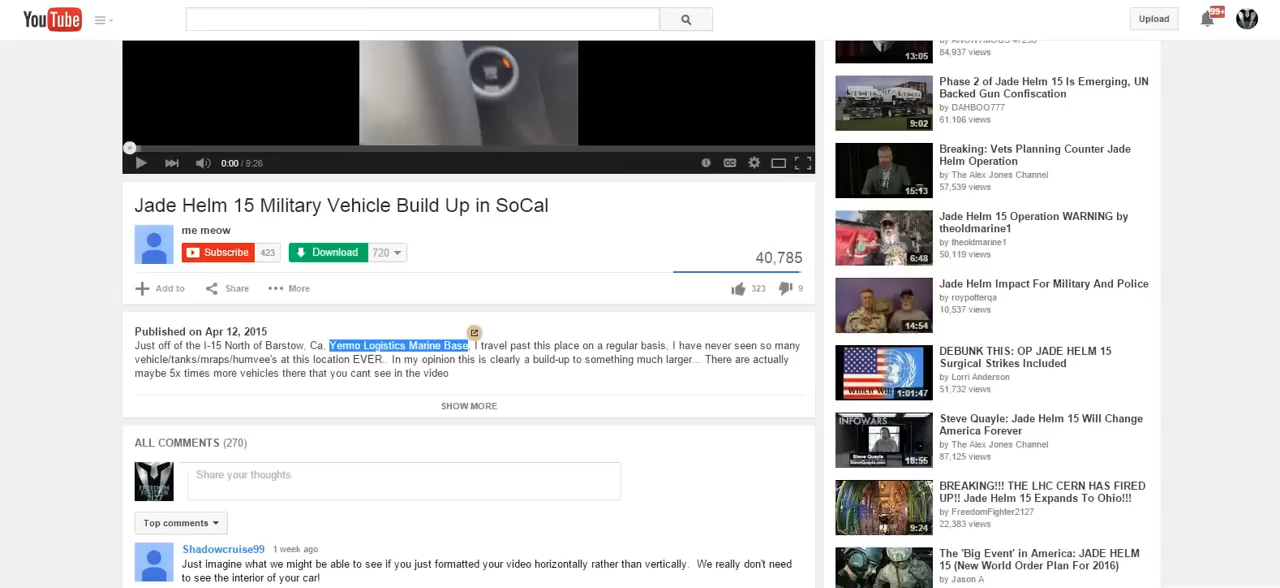 YouTube
Upload
99+
by ANONYMOUS
84,937 views
13:05
Phase 2 of Jade Helm 15 Is Emerging, UN
Backed Gun Confiscation
by DAHBOO777
61,106 views
9:02
Breaking: Vets Planning Counter Jade
Helm Operation
by The Alex Jones Channel
57,539 views
15:13
Jade Helm 15 Operation WARNING by
theoldmarine1
by theoldmarine1
50,119 views
6:48
Jade Helm Impact For Military And Police
by roypotterqa
10,537 views
14:54
DEBUNK THIS: OP JADE HELM 15
Surgical Strikes Included
by Lorri Anderson
51,732 views
Which Will
1:01:47
Steve Quayle: Jade Helm 15 Will Change
America Forever
by The Alex Jones Channel
87,125 views
INFOWARS
Steve Quayle
SteveQuayle.com
18:55
BREAKING!!! THE LHC CERN HAS FIRED
UP!! Jade Helm 15 Expands To Ohio!!!
by FreedomFighter2127
22,383 views
9:24
The 'Big Event' in America: JADE HELM
15 (New World Order Plan For 2016)
by Jason A
0:00 / 9:26
CC
Jade Helm 15 Military Vehicle Build Up in SoCal
me meow
Subscribe 423
Download 720
40,785
Add to Share More
323 9
Published on Apr 12, 2015
Just off of the I-15 North of Barstow, Ca, Yermo Logistics Marine Base, I travel past this place on a regular basis. I have never seen so many
vehicle/tanks/mraps/humvee's at this location EVER.. In my opinion this is clearly a build-up to something much larger... There are actually
maybe 5x times more vehicles there that you cant see in the video
SHOW MORE
ALL COMMENTS (270)
Share your thoughts
Top comments
Shadowcruise99 1 week ago
Just imagine what we might be able to see if you just formatted your video horizontally rather than vertically. We really don't need
to see the interior of your car!